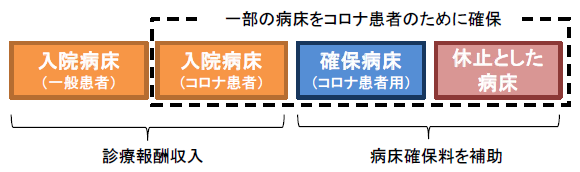 一部の病床をコロナ患者のために確保
入院病床
（一般患者）
入院病床
（コロナ患者）
確保病床
（コロナ患者用）
休止とした
病床
診療報酬収入
病床確保料を補助